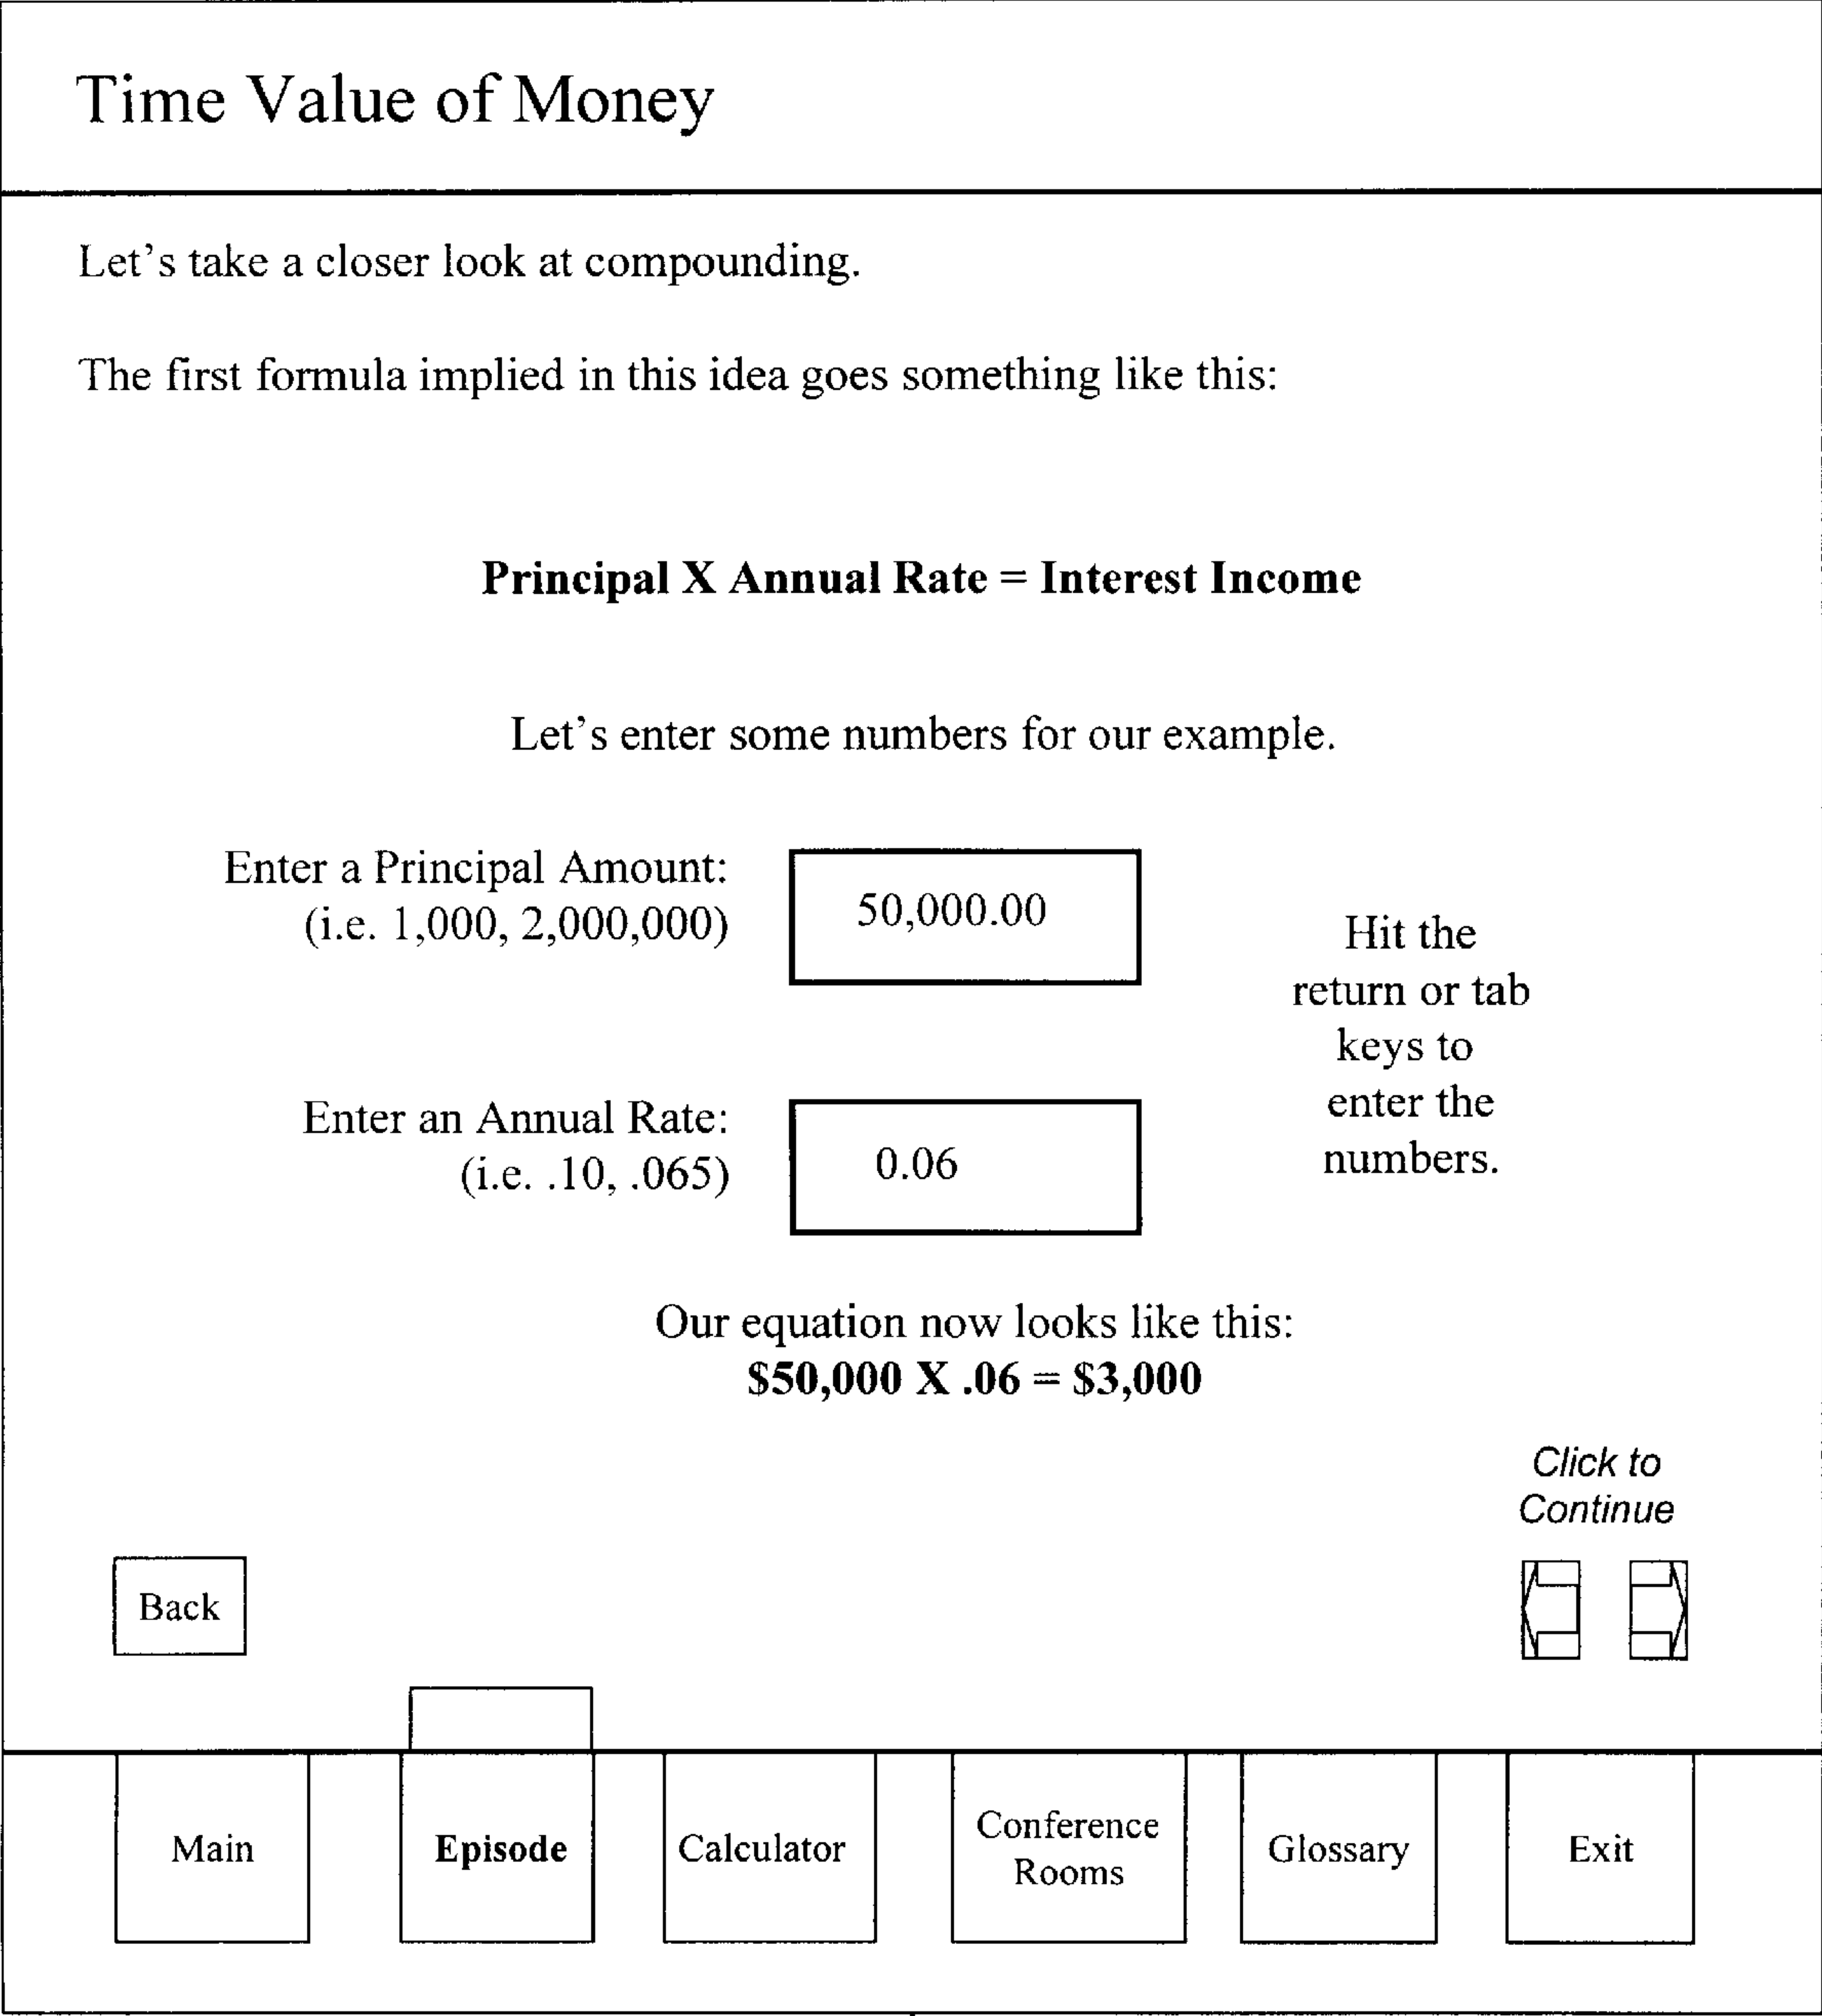 Time Value of Money
Let's take a closer look at compounding.
The first formula implied in this idea goes something like this:
Principal X Annual Rate = Interest Income
Let's enter some numbers for our example.
Enter a Principal Amount:
(i.e. 1,000, 2,000,000)
50,000.00
Enter an Annual Rate:
(i.e. .10, .065)
0.06
Hit the
return or tab
keys to
enter the
numbers.
Our equation now looks like this:
$50,000 X .06 = $3,000
Click to
Continue
Back
Main
Episode
Calculator
Conference
Rooms
Glossary
Exit